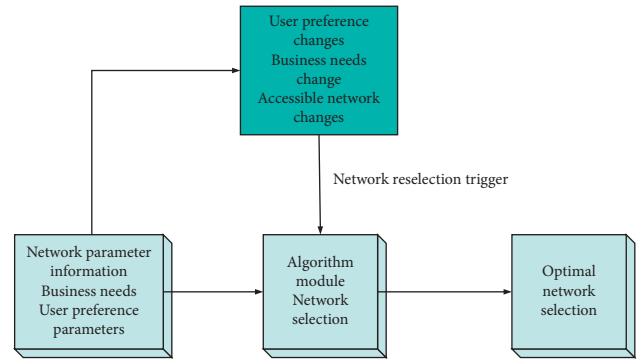 User preference
changes
Business needs
change
Accessible network
changes
Network reselection trigger
Network parameter
information
Business needs
User preference
parameters
Algorithm
module
Network
selection
Optimal
network
selection